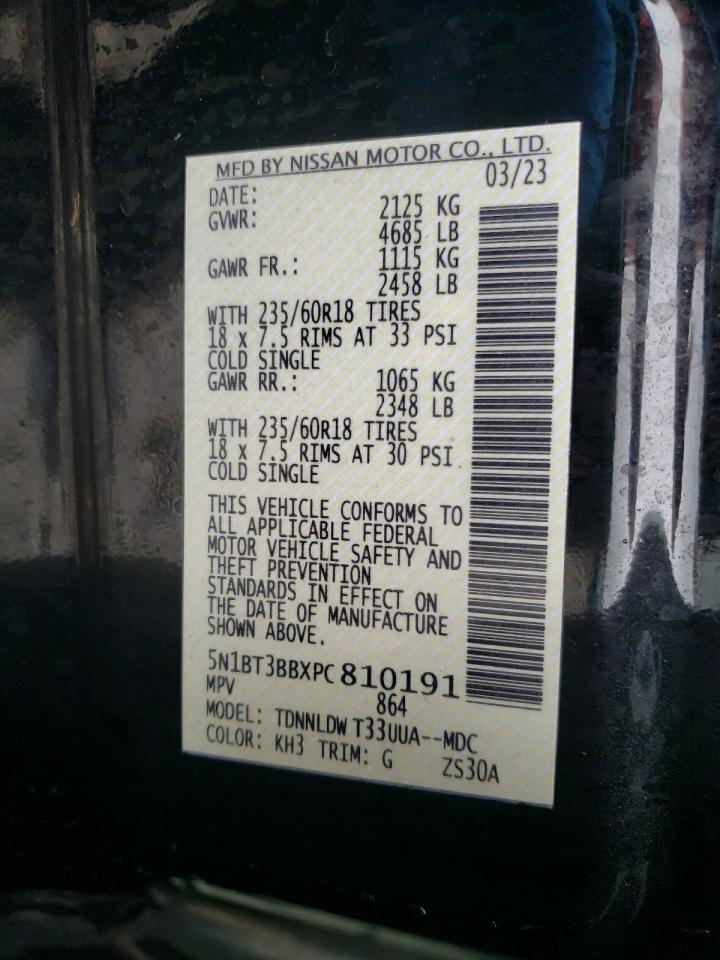 MFD BY NISSAN MOTOR CO., LTD.
DATE: 03/23
GVWR: 2125 KG
4685 LB
GAWR FR.: 1115 KG
2458 LB
WITH 235/60R18 TIRES
18 x 7.5 RIMS AT 33 PSI
COLD SINGLE
GAWR RR.: 1065 KG
2348 LB
WITH 235/60R18 TIRES
18 x 7.5 RIMS AT 30 PSI
COLD SINGLE
THIS VEHICLE CONFORMS TO
ALL APPLICABLE FEDERAL
MOTOR VEHICLE SAFETY AND
THEFT PREVENTION
STANDARDS IN EFFECT ON
THE DATE OF MANUFACTURE
SHOWN ABOVE.
5N1BT3BBXPC810191
MPV 864
MODEL: TDNNLDW T33UUA--MDC
COLOR: KH3 TRIM: G ZS30A